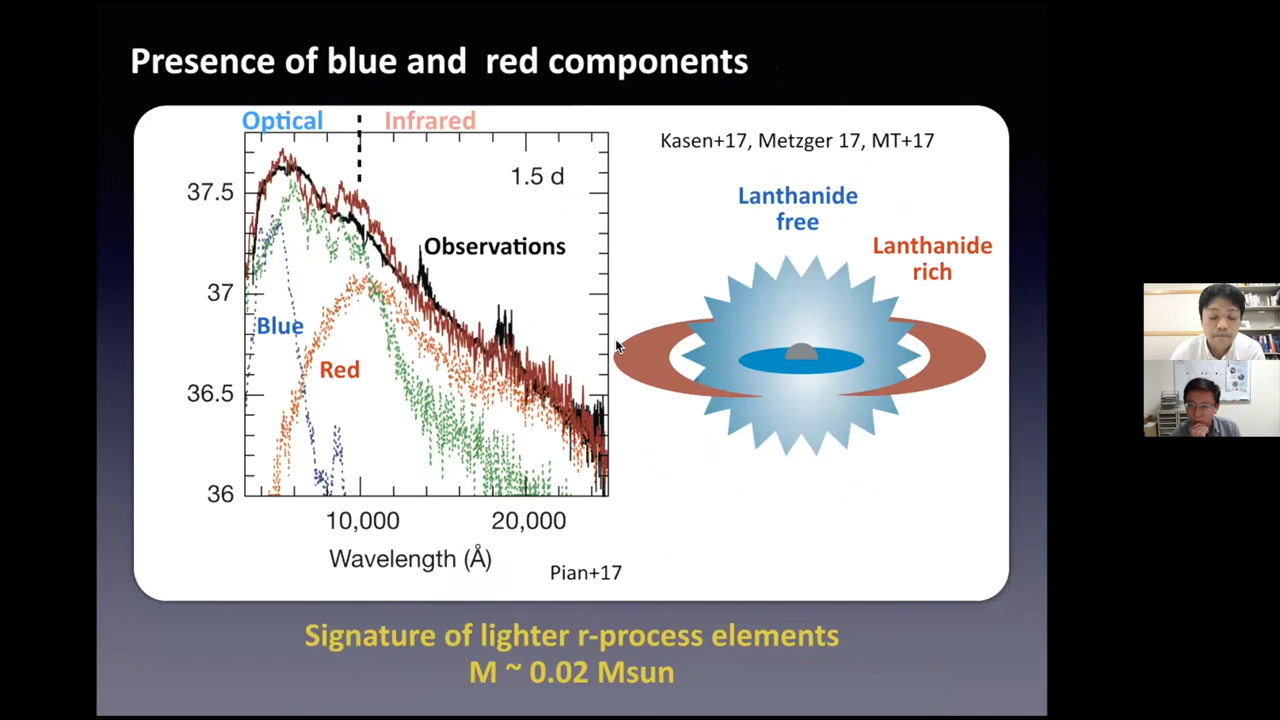 Presence of blue and red components
Optical
Infrared
1.5 d
37.5
Observations
37
Blue
Red
36.5
36
10,000
20,000
Wavelength (Å)
Pian+17
Kasen+17, Metzger 17, MT+17
Lanthanide
free
Lanthanide
rich
Signature of lighter r-process elements
M ~ 0.02 Msun